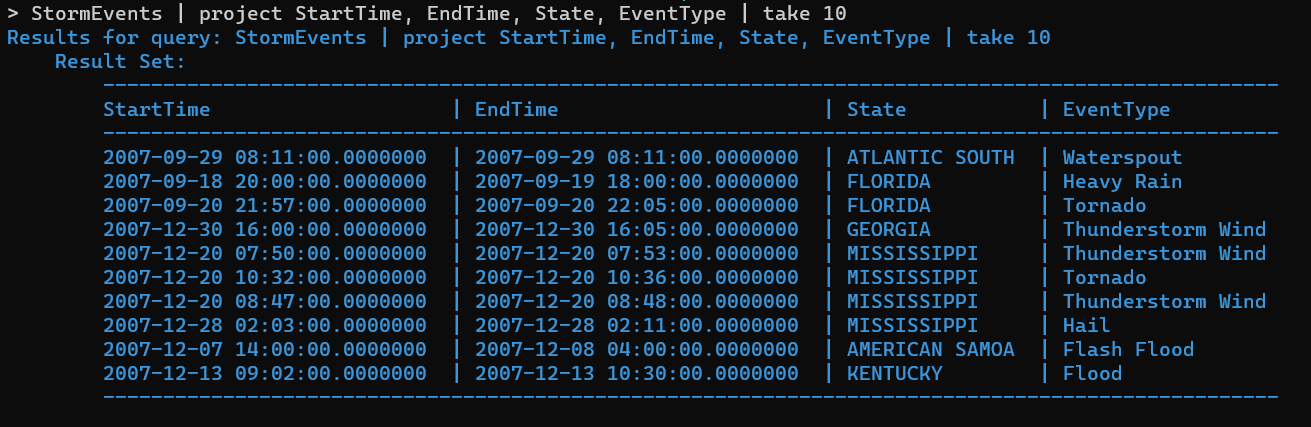 > StormEvents | project StartTime, EndTime, State, EventType | take 10
Results for query: StormEvents | project StartTime, EndTime, State, EventType | take 10
    Result Set:
        --------------------------------------------------------------------------------------------------
        StartTime                    | EndTime                      | State           | EventType
        --------------------------------------------------------------------------------------------------
        2007-09-29 08:11:00.0000000  | 2007-09-29 08:11:00.0000000  | ATLANTIC SOUTH  | Waterspout
        2007-09-18 20:00:00.0000000  | 2007-09-19 18:00:00.0000000  | FLORIDA         | Heavy Rain
        2007-09-20 21:57:00.0000000  | 2007-09-20 22:05:00.0000000  | FLORIDA         | Tornado
        2007-12-30 16:00:00.0000000  | 2007-12-30 16:05:00.0000000  | GEORGIA         | Thunderstorm Wind
        2007-12-20 07:50:00.0000000  | 2007-12-20 07:53:00.0000000  | MISSISSIPPI     | Thunderstorm Wind
        2007-12-20 10:32:00.0000000  | 2007-12-20 10:36:00.0000000  | MISSISSIPPI     | Tornado
        2007-12-20 08:47:00.0000000  | 2007-12-20 08:48:00.0000000  | MISSISSIPPI     | Thunderstorm Wind
        2007-12-28 02:03:00.0000000  | 2007-12-28 02:11:00.0000000  | MISSISSIPPI     | Hail
        2007-12-07 14:00:00.0000000  | 2007-12-08 04:00:00.0000000  | AMERICAN SAMOA  | Flash Flood
        2007-12-13 09:02:00.0000000  | 2007-12-13 10:30:00.0000000  | KENTUCKY        | Flood
        --------------------------------------------------------------------------------------------------